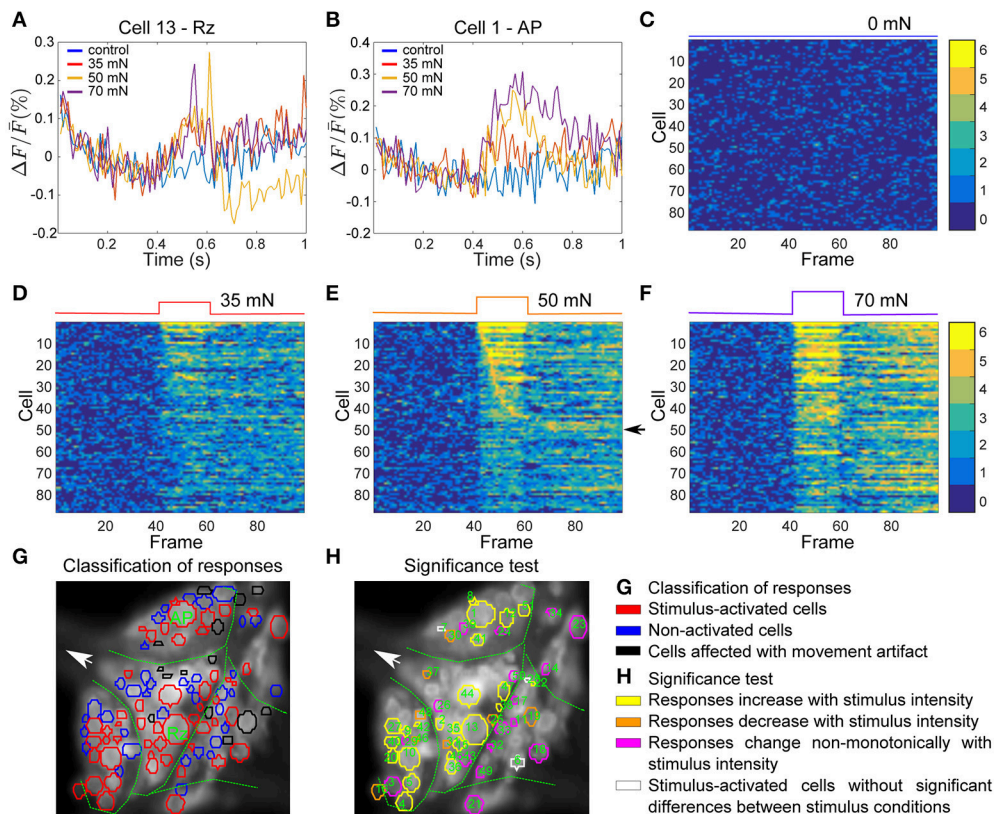 A
Cell 13 - Rz
0.3
0.2
0.1
0
-0.1
-0.2
ΔF/F̄(%)
control
35 mN
50 mN
70 mN
0 0.2 0.4 0.6 0.8 1
Time (s)
B
Cell 1 - AP
0.4
0.2
0
-0.2
ΔF/F̄(%)
control
35 mN
50 mN
70 mN
0 0.2 0.4 0.6 0.8 1
Time (s)
C
0 mN
Cell
10
20
30
40
50
60
70
80
20 40 60 80
Frame
6
5
4
3
2
1
0
D
35 mN
Cell
10
20
30
40
50
60
70
80
20 40 60 80
Frame
E
50 mN
Cell
10
20
30
40
50
60
70
80
20 40 60 80
Frame
F
70 mN
Cell
10
20
30
40
50
60
70
80
20 40 60 80
Frame
6
5
4
3
2
1
0
G
Classification of responses
AP
H
Significance test
8
24
34
23
44
32
49
G Classification of responses
Stimulus-activated cells
Non-activated cells
Cells affected with movement artifact
H Significance test
Responses increase with stimulus intensity
Responses decrease with stimulus intensity
Responses change non-monotonically with
stimulus intensity
Stimulus-activated cells without significant
differences between stimulus conditions